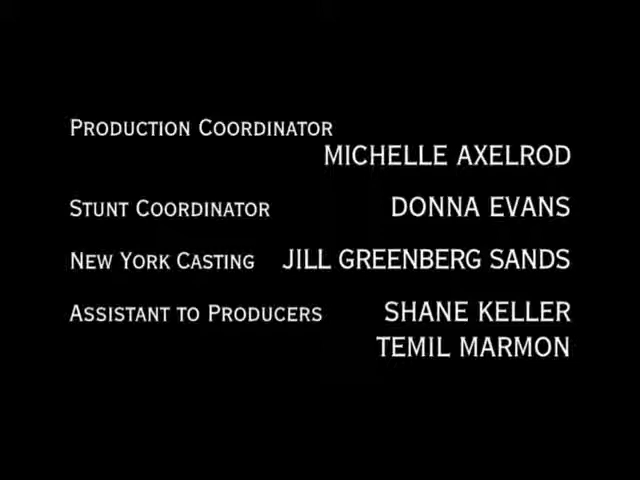 PRODUCTION COORDINATOR
MICHELLE AXELROD
STUNT COORDINATOR DONNA EVANS
NEW YORK CASTING JILL GREENBERG SANDS
ASSISTANT TO PRODUCERS SHANE KELLER
TEMIL MARMON